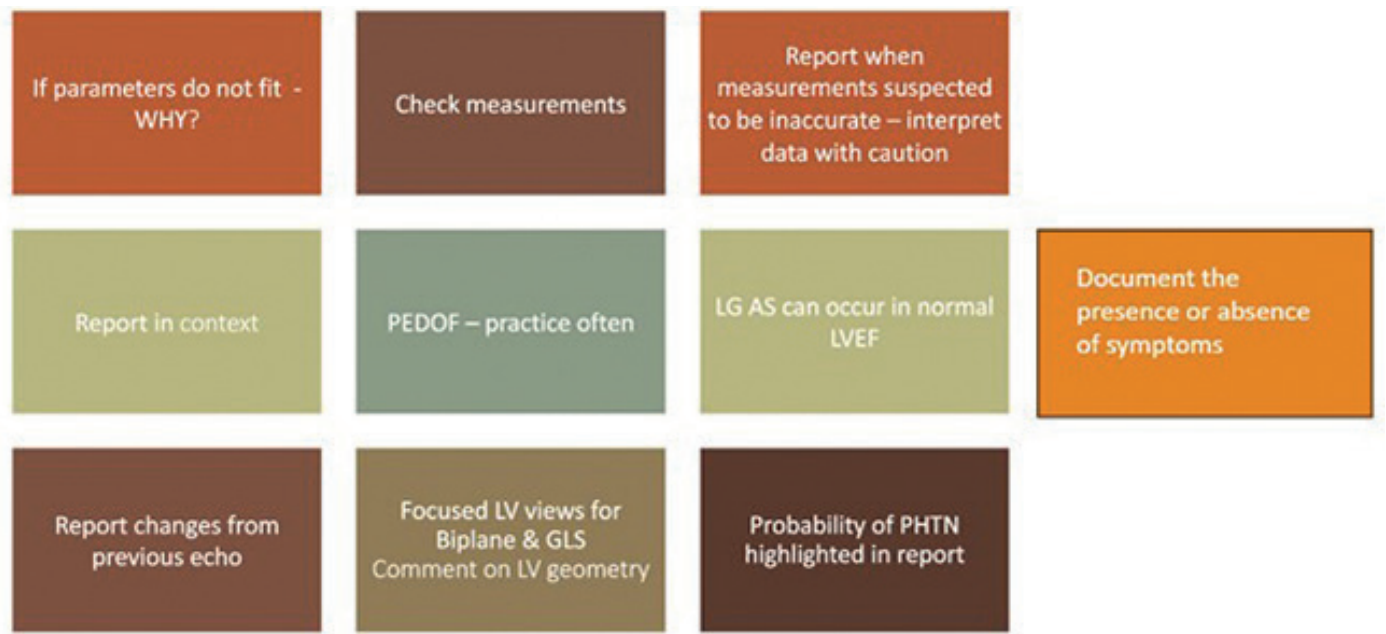 If parameters do not fit -
WHY?
Check measurements
Report when
measurements suspected
to be inaccurate – interpret
data with caution
Report in context
PEDOF – practice often
LG AS can occur in normal
LVEF
Document the
presence or absence
of symptoms
Report changes from
previous echo
Focused LV views for
Biplane & GLS
Comment on LV geometry
Probability of PHTN
highlighted in report